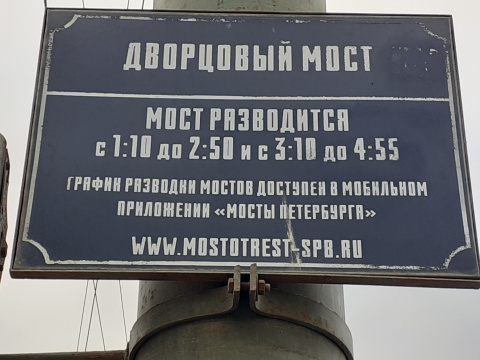 ДВОРЦОВЫЙ МОСТ
МОСТ РАЗВОДИТСЯ
с 1:10 до 2:50 и с 3:10 до 4:55
ГРАФИК РАЗВОДКИ МОСТОВ ДОСТУПЕН В МОБИЛЬНОМ
ПРИЛОЖЕНИИ «МОСТЫ ПЕТЕРБУРГА»
WWW.MOSTOTREST-SPB.RU